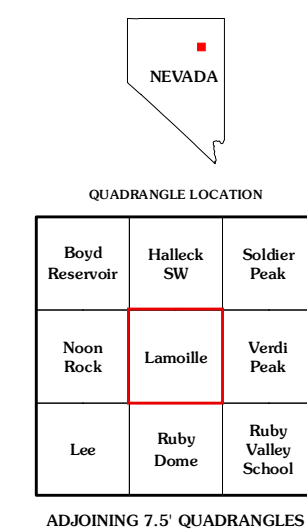 NEVADA
QUADRANGLE LOCATION
Boyd
Reservoir
Halleck
SW
Soldier
Peak
Noon
Rock
Lamoille
Verdi
Peak
Lee
Ruby
Dome
Ruby
Valley
School
ADJOINING 7.5' QUADRANGLES